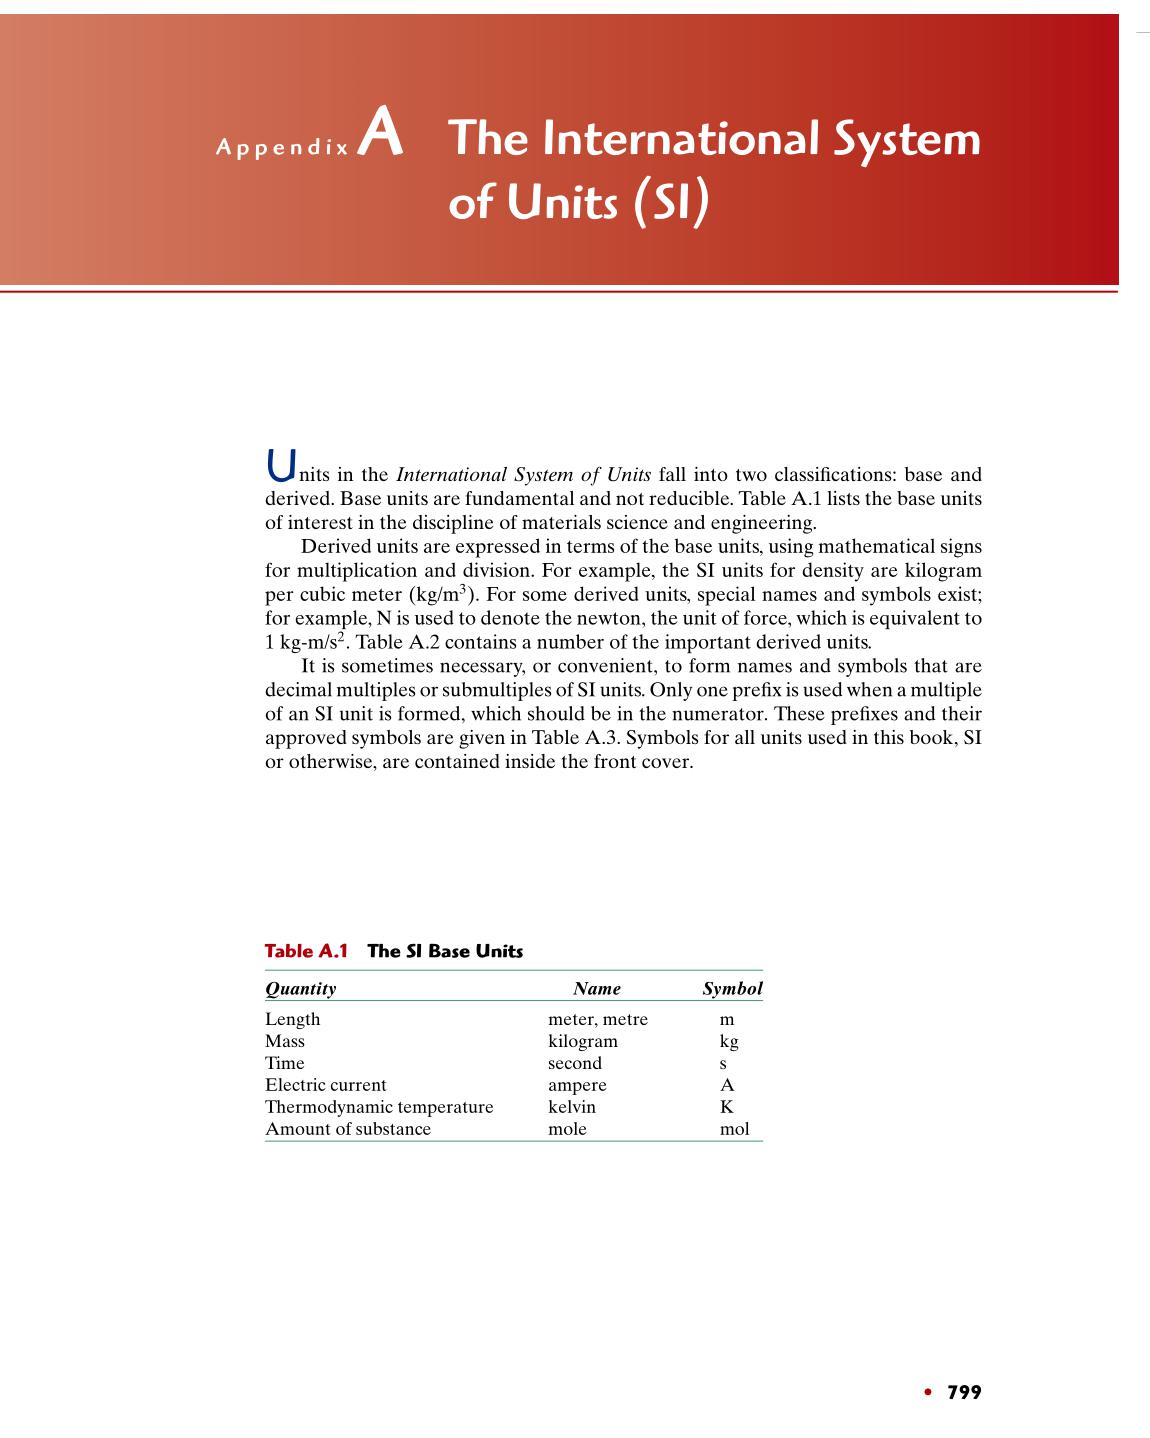 Appendix A The International System
of Units (SI)
Units in the International System of Units fall into two classifications: base and
derived. Base units are fundamental and not reducible. Table A.1 lists the base units
of interest in the discipline of materials science and engineering.
Derived units are expressed in terms of the base units, using mathematical signs
for multiplication and division. For example, the SI units for density are kilogram
per cubic meter (kg/m³). For some derived units, special names and symbols exist;
for example, N is used to denote the newton, the unit of force, which is equivalent to
1 kg-m/s². Table A.2 contains a number of the important derived units.
It is sometimes necessary, or convenient, to form names and symbols that are
decimal multiples or submultiples of SI units. Only one prefix is used when a multiple
of an SI unit is formed, which should be in the numerator. These prefixes and their
approved symbols are given in Table A.3. Symbols for all units used in this book, SI
or otherwise, are contained inside the front cover.
Table A.1 The SI Base Units
Quantity Name Symbol
Length meter, metre m
Mass kilogram kg
Time second s
Electric current ampere A
Thermodynamic temperature kelvin K
Amount of substance mole mol
• 799